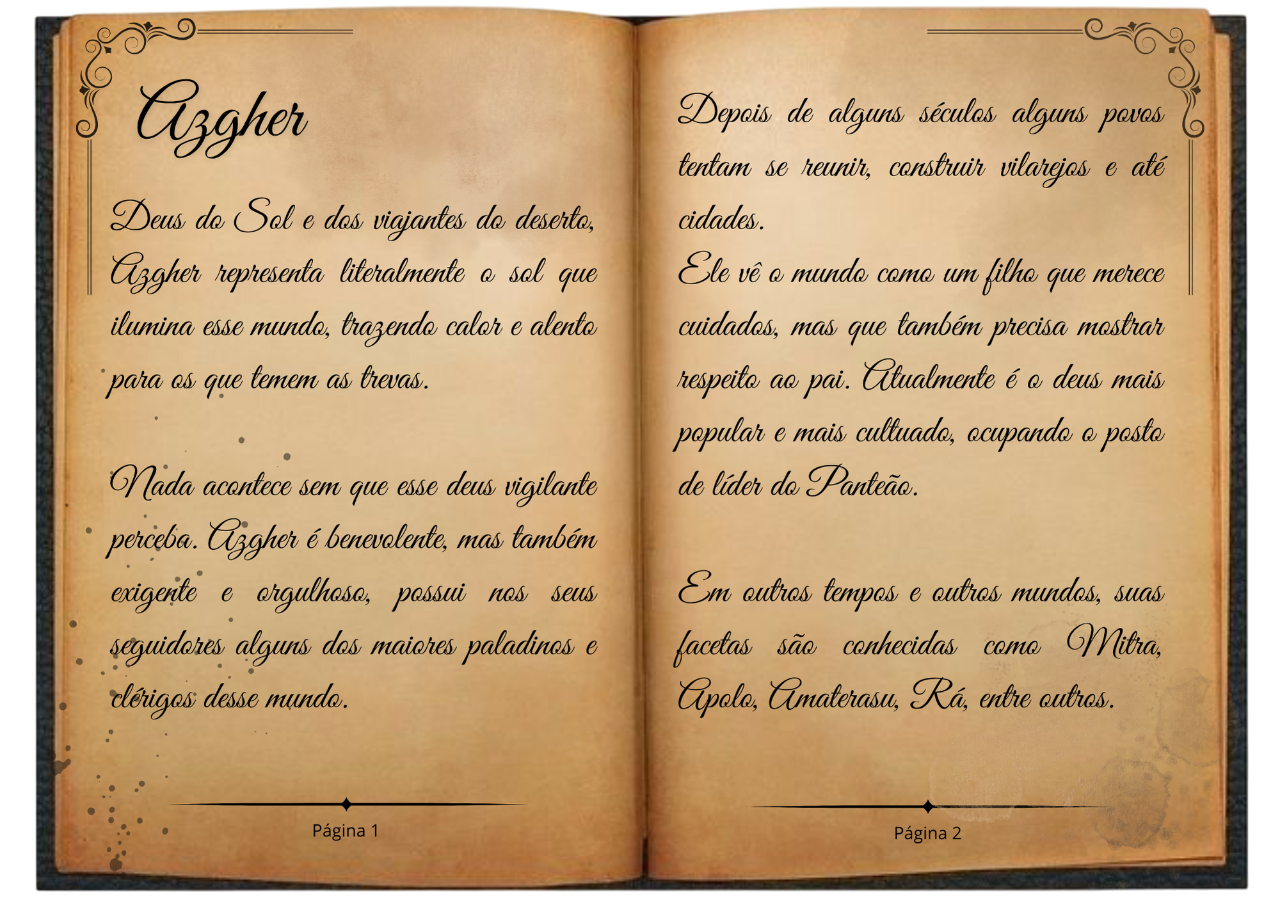 Azgher
Deus do Sol e dos viajantes do deserto,
Azgher representa literalmente o sol que
ilumina esse mundo, trazendo calor e alento
para os que temem as trevas.
Nada acontece sem que esse deus vigilante
perceba. Azgher é benevolente, mas também
exigente e orgulhoso, possui nos seus
seguidores alguns dos maiores paladinos e
clérigos desse mundo.
Página 1
Depois de alguns séculos alguns povos
tentam se reunir, construir vilarejos e até
cidades.
Ele vê o mundo como um filho que merece
cuidados, mas que também precisa mostrar
respeito ao pai. Atualmente é o deus mais
popular e mais cultuado, ocupando o posto
de líder do Panteão.
Em outros tempos e outros mundos, suas
facetas são conhecidas como Mitra,
Apolo, Amaterasu, Rá, entre outros.
Página 2